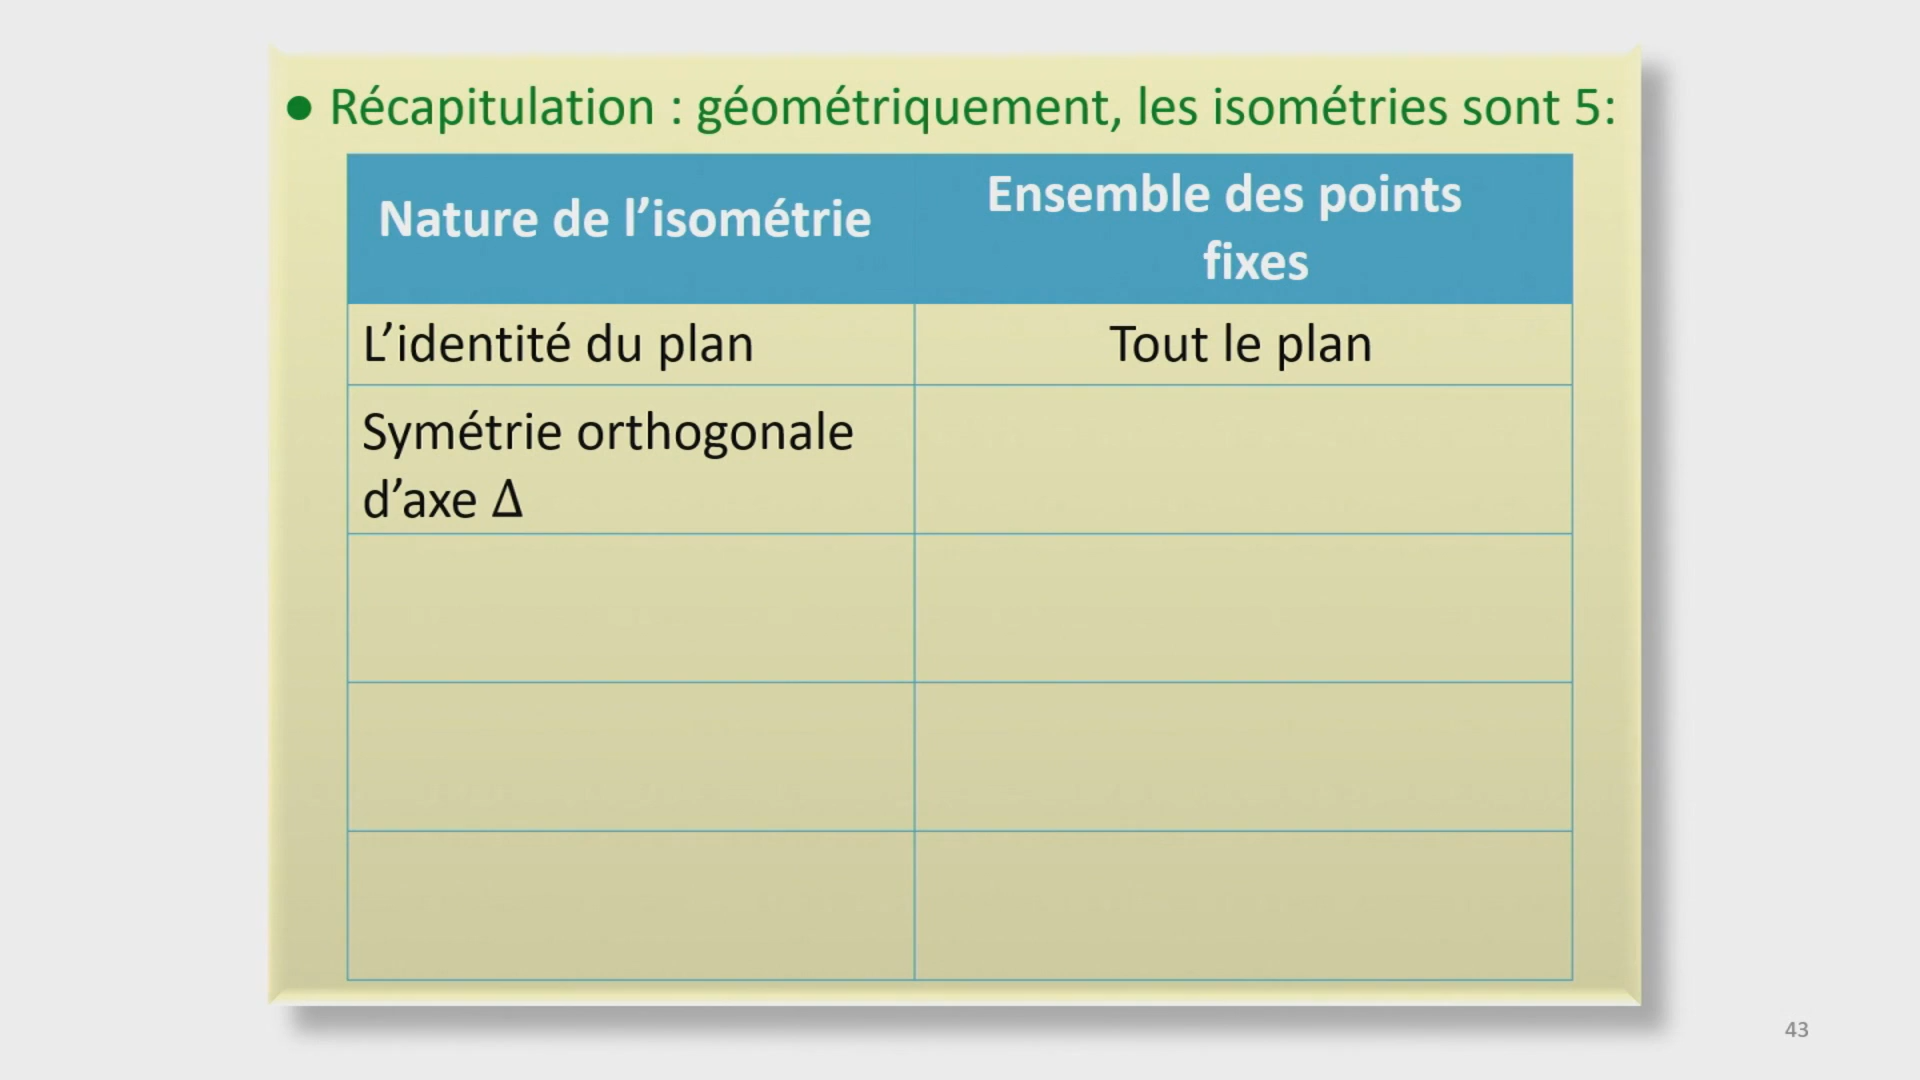 ● Récapitulation : géométriquement, les isométries sont 5:
Nature de l’isométrie
Ensemble des points
fixes
L’identité du plan
Tout le plan
Symétrie orthogonale
d’axe Δ
43